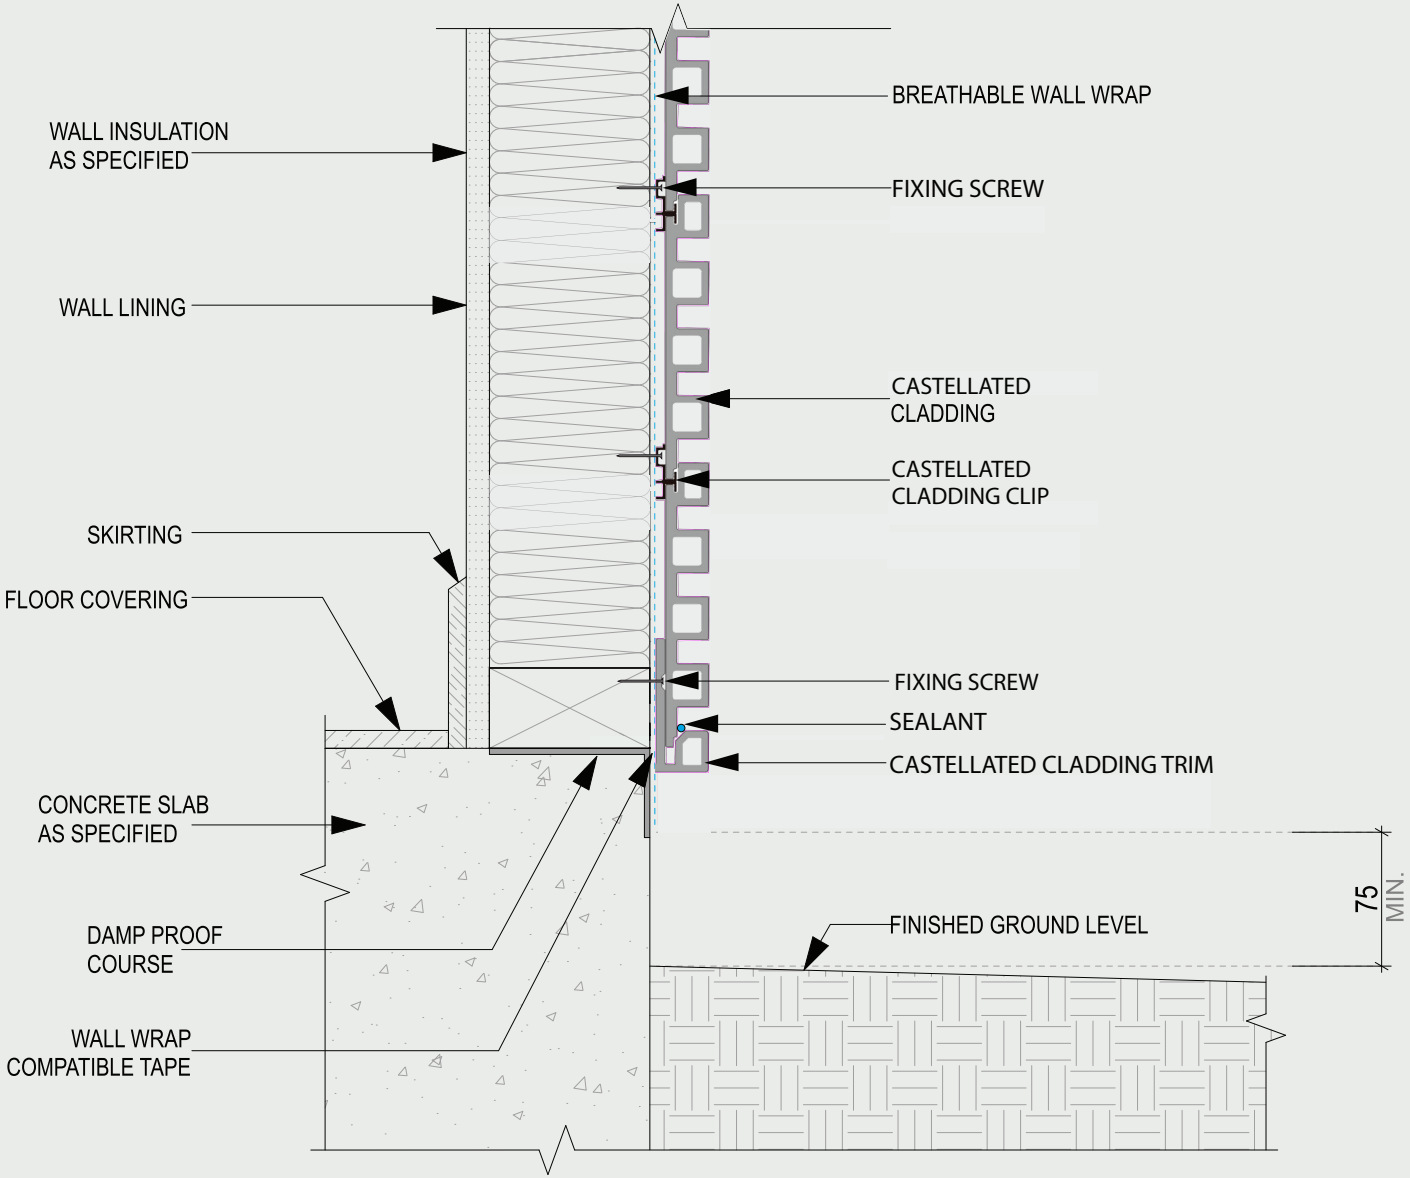 BREATHABLE WALL WRAP
WALL INSULATION
AS SPECIFIED
FIXING SCREW
WALL LINING
CASTELLATED
CLADDING
CASTELLATED
CLADDING CLIP
SKIRTING
FLOOR COVERING
FIXING SCREW
SEALANT
CASTELLATED CLADDING TRIM
CONCRETE SLAB
AS SPECIFIED
75
MIN.
FINISHED GROUND LEVEL
DAMP PROOF
COURSE
WALL WRAP
COMPATIBLE TAPE